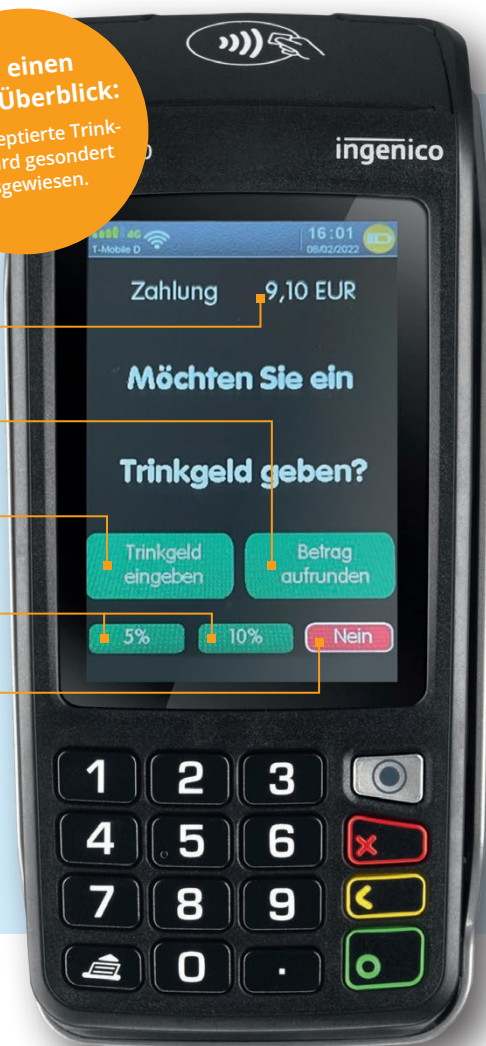 einen
Überblick:
eptierte Trink-
rd gesondert
gewiesen.
ingenico
4G
T-Mobile D
16:01
08/02/2022
Zahlung 9,10 EUR
Möchten Sie ein
Trinkgeld geben?
Trinkgeld
eingeben
Betrag
aufrunden
5% 10% Nein
1 2 3
4 5 6
7 8 9
0 .